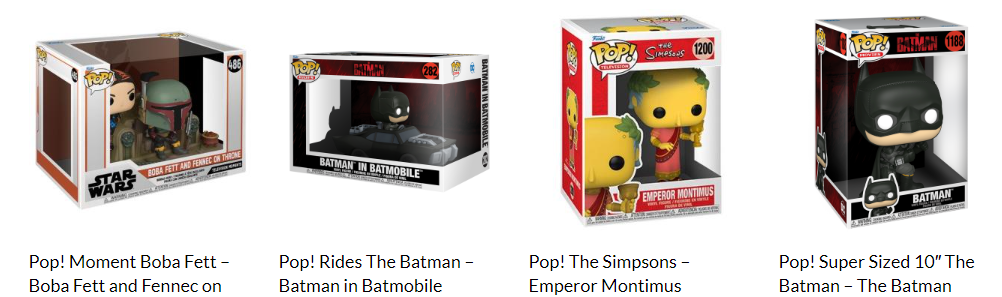 POP!
486
BOBA FETT AND FENNEC ON THRONE
STAR
WARS
POP!
THE
BATMAN
282
BATMAN IN BATMOBILE
BATMAN IN BATMOBILE
POP!
TELEVISION
THE
SIMPSONS
1200
EMPEROR MONTIMUS
POP!
MOVIES
THE
BATMAN
1188
BATMAN
Pop! Moment Boba Fett –
Boba Fett and Fennec on
Pop! Rides The Batman –
Batman in Batmobile
Pop! The Simpsons –
Emperor Montimus
Pop! Super Sized 10″ The
Batman – The Batman